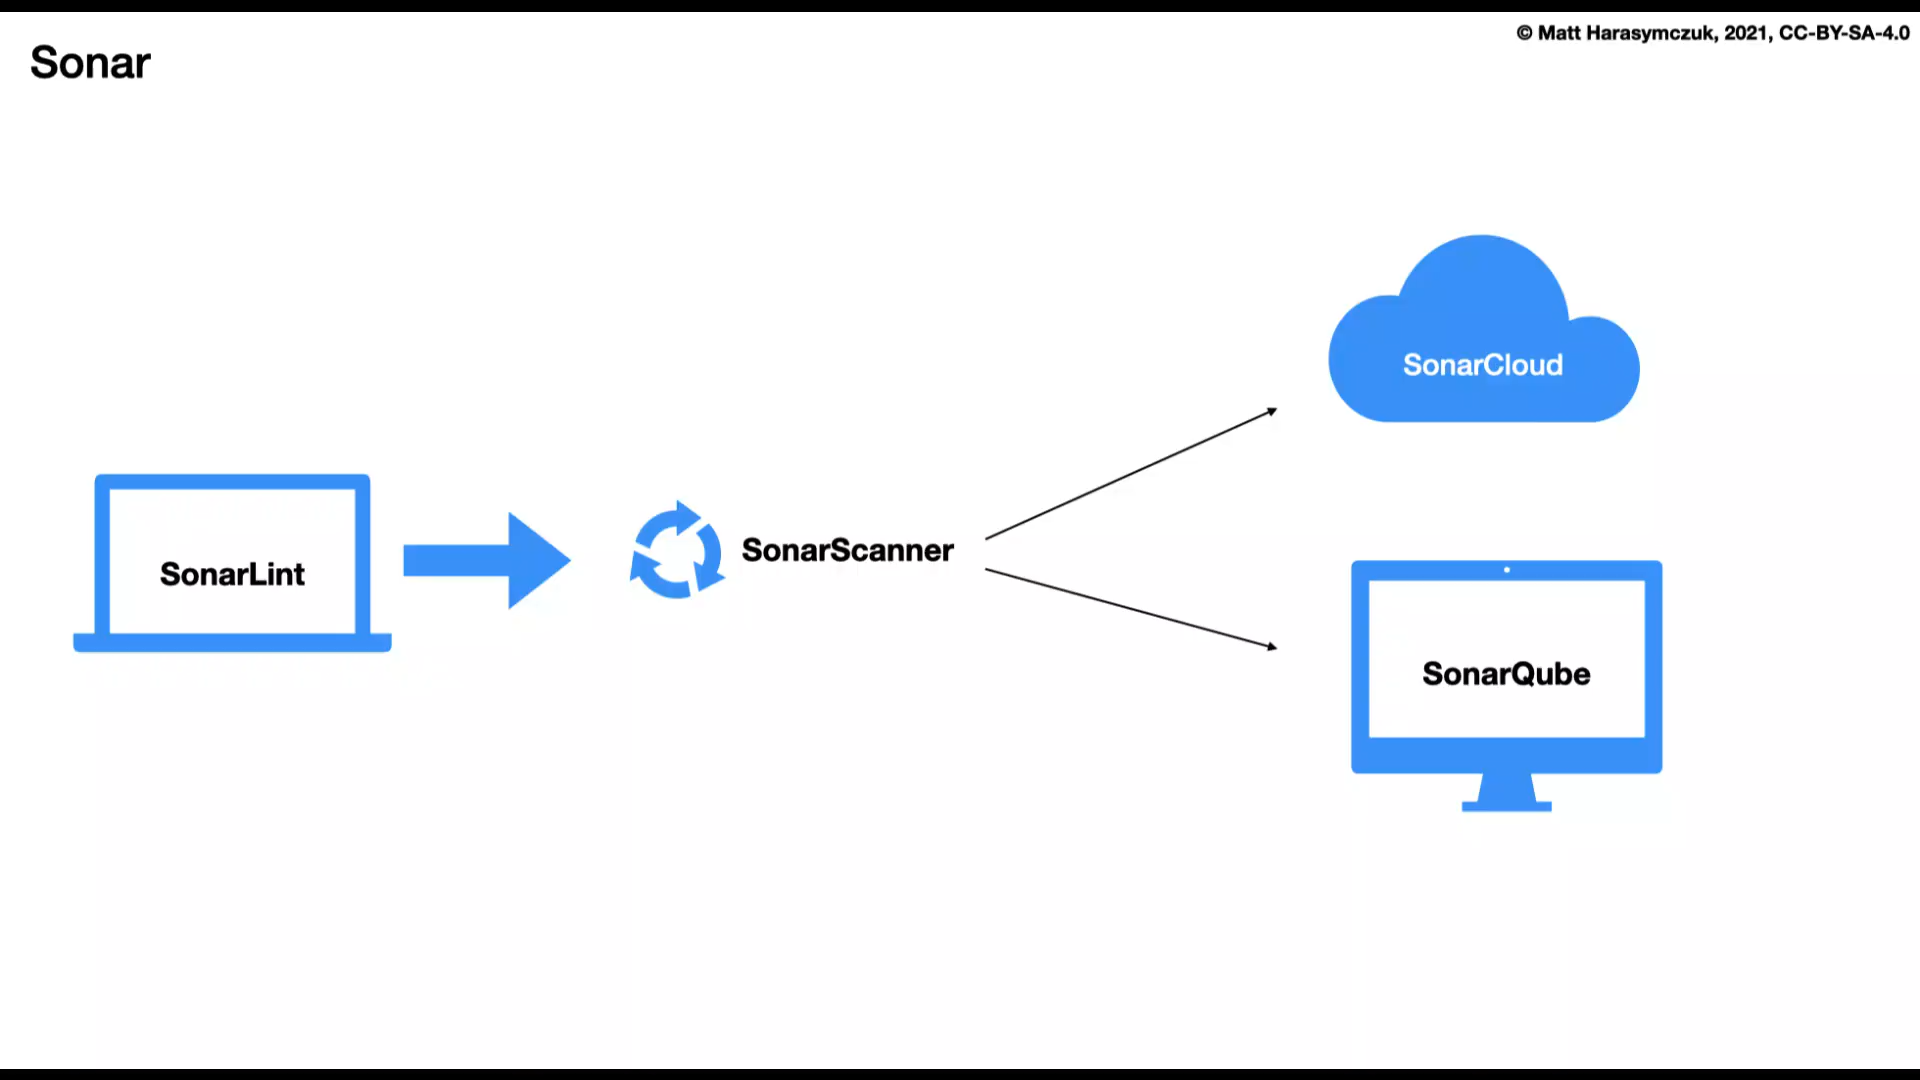 Sonar
© Matt Harasymczuk, 2021, CC-BY-SA-4.0
SonarCloud
SonarLint
SonarScanner
SonarQube